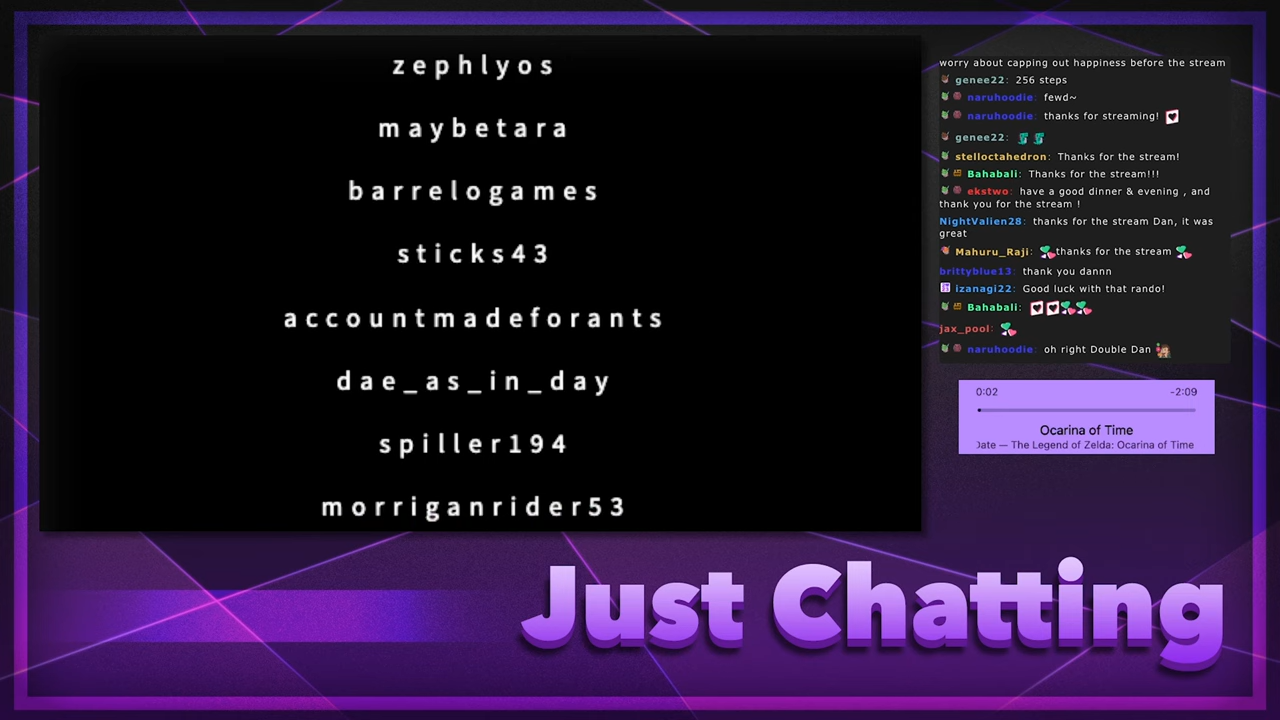 zephlyos
maybetara
barrelogames
sticks43
accountmadeforants
dae_as_in_day
spiller194
morriganrider53
worry about capping out happiness before the stream
genee22: 256 steps
naruhoodie: fewd~
naruhoodie: thanks for streaming!
genee22:
stelloctahedron: Thanks for the stream!
Bahabali: Thanks for the stream!!!
ekstwo: have a good dinner & evening , and
thank you for the stream !
NightValien28: thanks for the stream Dan, it was
great
Mahuru_Raji: thanks for the stream
brittyblue13: thank you dannn
izanagi22: Good luck with that rando!
Bahabali:
jax_pool:
naruhoodie: oh right Double Dan
0:02 -2:09
Ocarina of Time
Date — The Legend of Zelda: Ocarina of Time
Just Chatting